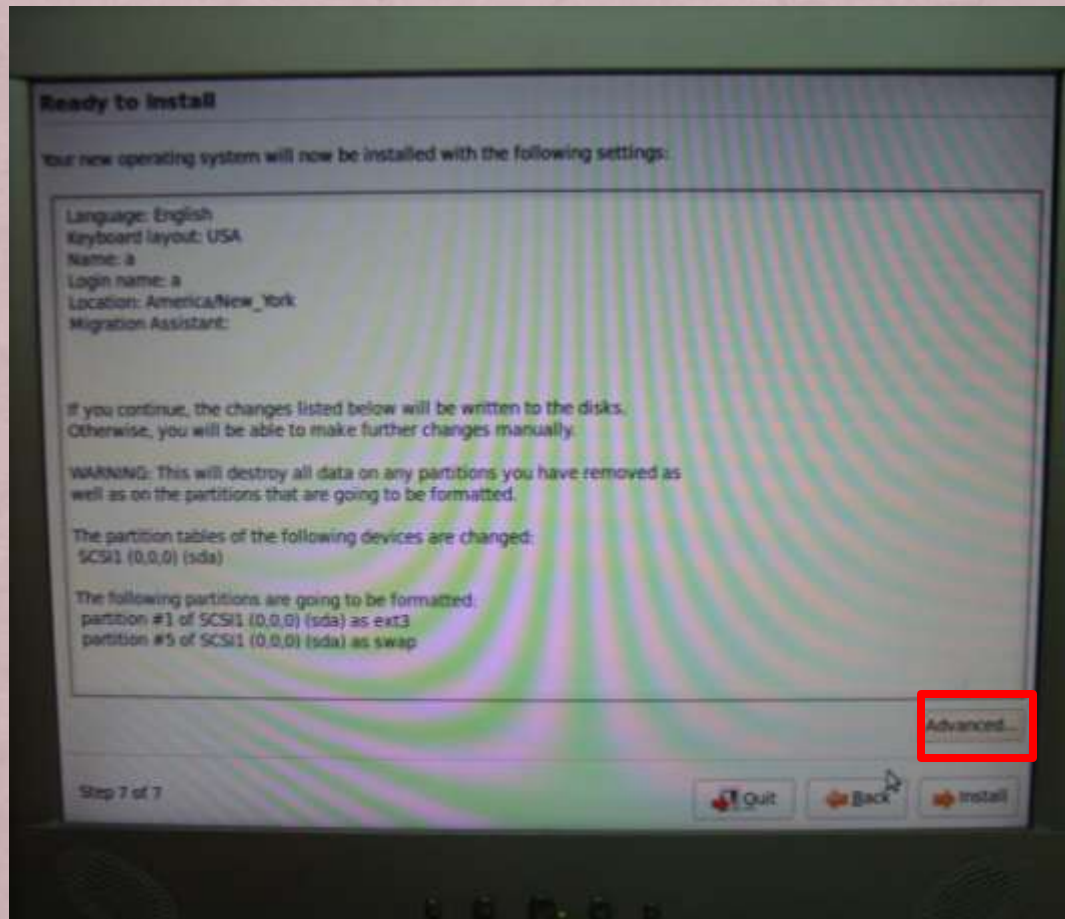 Ready to install
Your new operating system will now be installed with the following settings:
Language: English
Keyboard layout: USA
Name: a
Login name: a
Location: America/New_York
Migration Assistant:
If you continue, the changes listed below will be written to the disks.
Otherwise, you will be able to make further changes manually.
WARNING: This will destroy all data on any partitions you have removed as
well as on the partitions that are going to be formatted.
The partition tables of the following devices are changed:
SCSI1 (0,0,0) (sda)
The following partitions are going to be formatted:
partition #1 of SCSI1 (0,0,0) (sda) as ext3
partition #5 of SCSI1 (0,0,0) (sda) as swap
Advanced...
Step 7 of 7
Quit
Back
Install